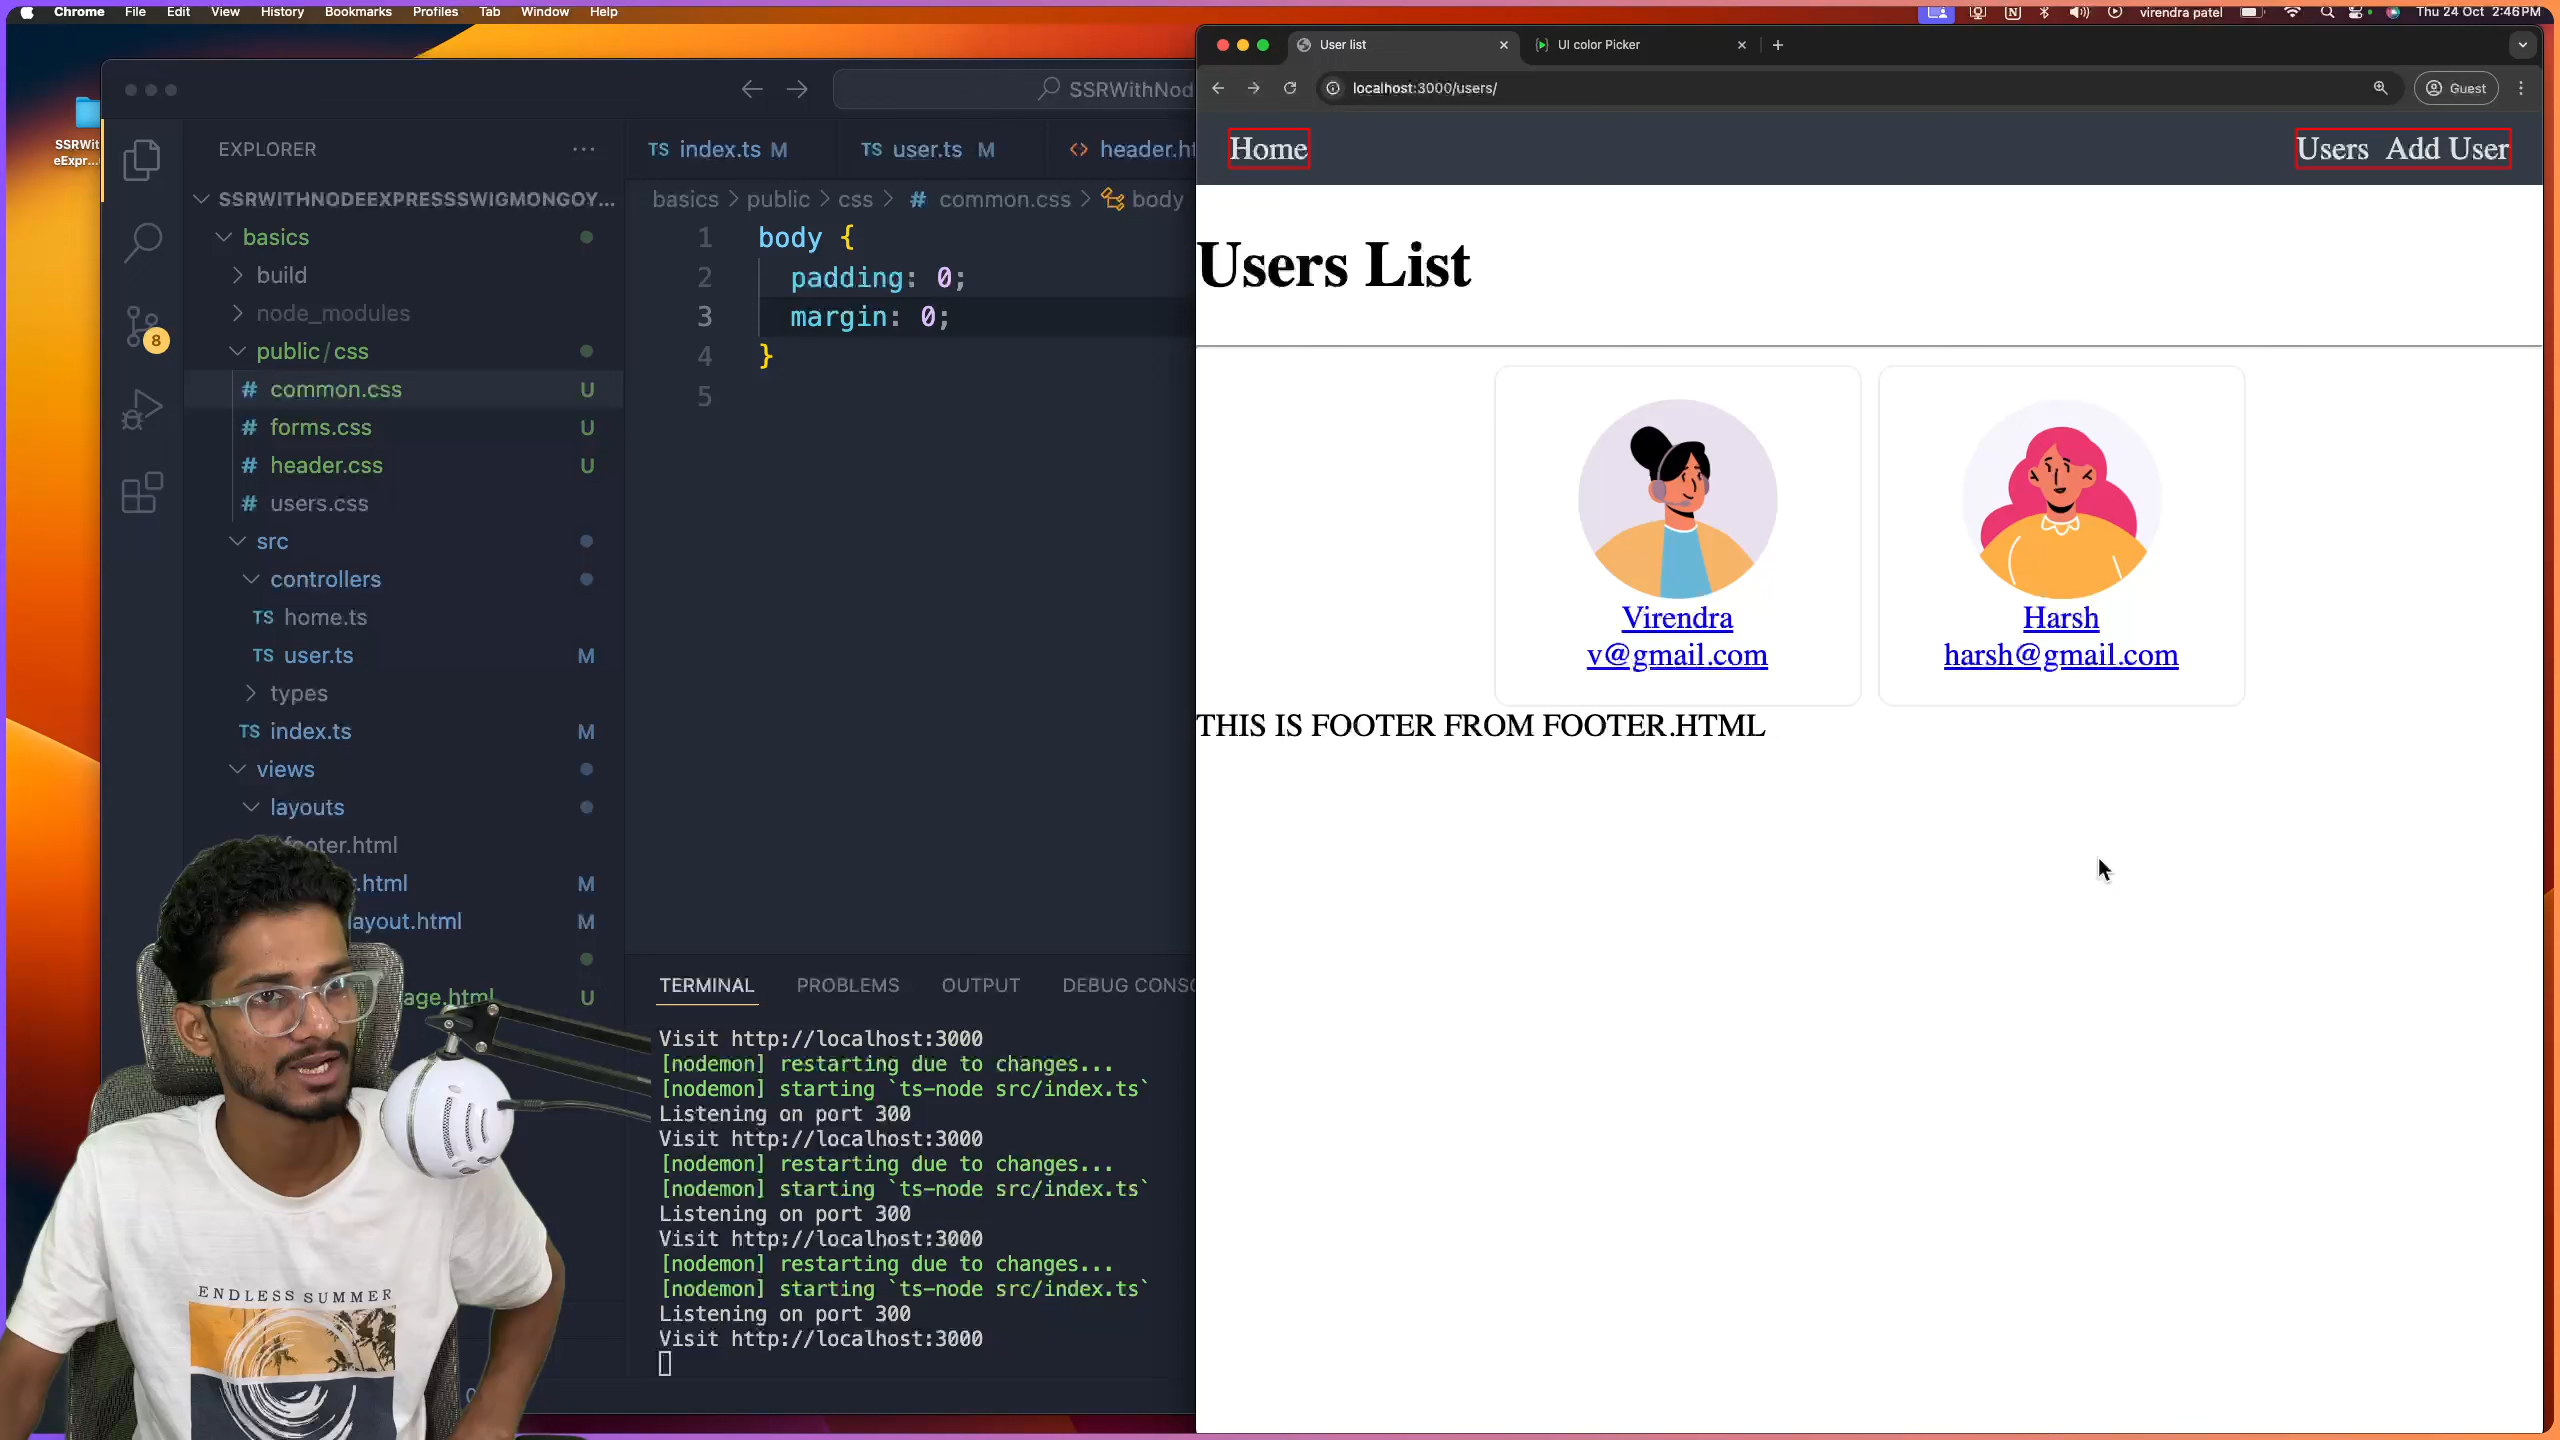 Chrome File Edit View History Bookmarks Profiles Tab Window Help
virendra patel Thu 24 Oct 2:46 PM
SSRWit
eExpr...
SSRWithNod
EXPLORER
SSRWITHNODEEXPRESSSWIGMONGOY...
basics
build
node_modules
public/css
# common.css U
# forms.css U
# header.css U
# users.css
src
controllers
TS home.ts
TS user.ts M
types
TS index.ts M
views
layouts
footer.html
.html M
layout.html M
age.html U
8
TS index.ts M
TS user.ts M
<> header.ht
basics > public > css > # common.css > body
1 body {
2 padding: 0;
3 margin: 0;
4 }
5
TERMINAL PROBLEMS OUTPUT DEBUG CONSO
Visit http://localhost:3000
[nodemon] restarting due to changes...
[nodemon] starting `ts-node src/index.ts`
Listening on port 300
Visit http://localhost:3000
[nodemon] restarting due to changes...
[nodemon] starting `ts-node src/index.ts`
Listening on port 300
Visit http://localhost:3000
[nodemon] restarting due to changes...
[nodemon] starting `ts-node src/index.ts`
Listening on port 300
Visit http://localhost:3000
User list
UI color Picker
localhost:3000/users/
Guest
Home
Users Add User
Users List
Virendra
v@gmail.com
Harsh
harsh@gmail.com
THIS IS FOOTER FROM FOOTER.HTML
ENDLESS SUMMER